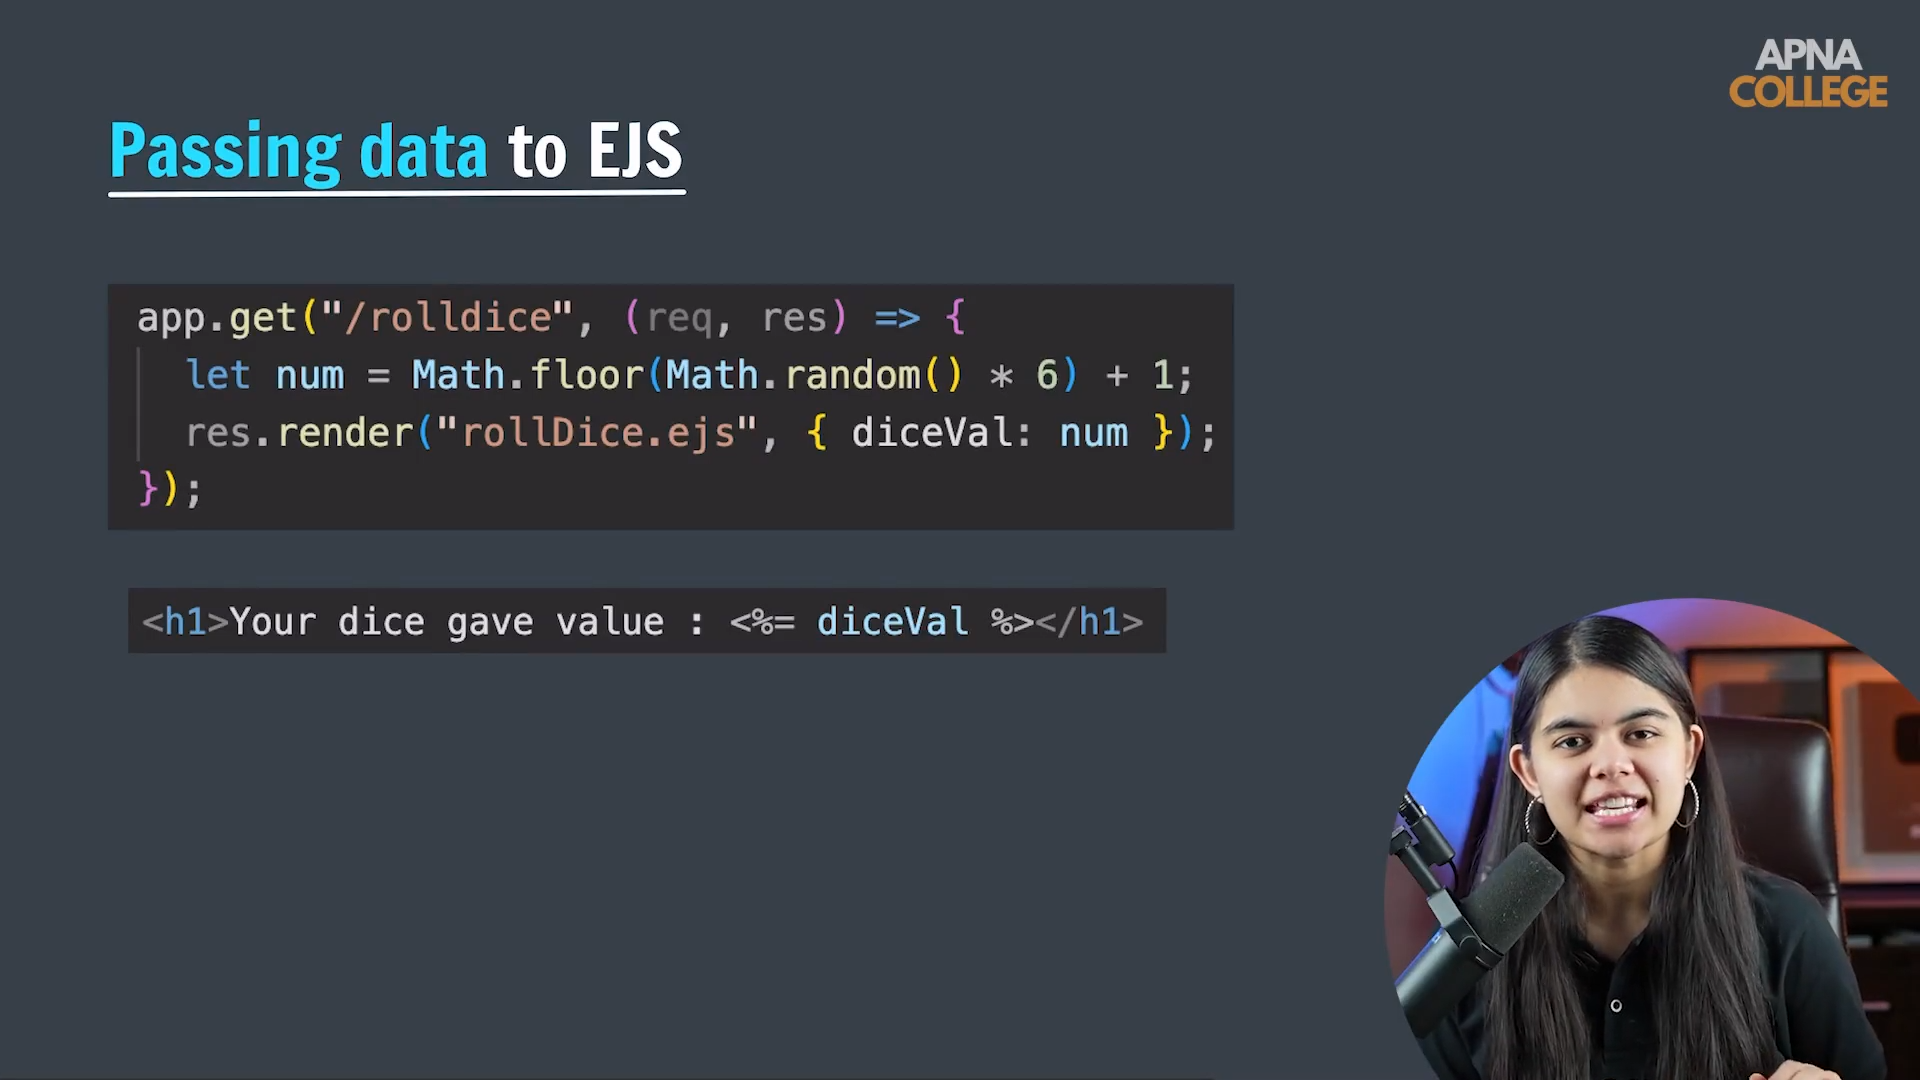 APNA
COLLEGE
Passing data to EJS
app.get("/rolldice", (req, res) => {
  let num = Math.floor(Math.random() * 6) + 1;
  res.render("rollDice.ejs", { diceVal: num });
});
<h1>Your dice gave value : <%= diceVal %></h1>